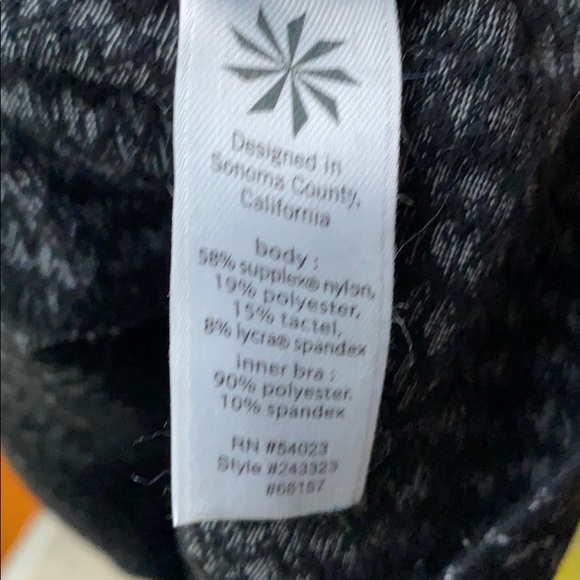 Designed in
Sonoma County,
California
body :
58% supplex® nylon,
19% polyester,
15% tactel,
8% lycra® spandex
inner bra :
90% polyester,
10% spandex
RN #54023
Style #243323
#66167